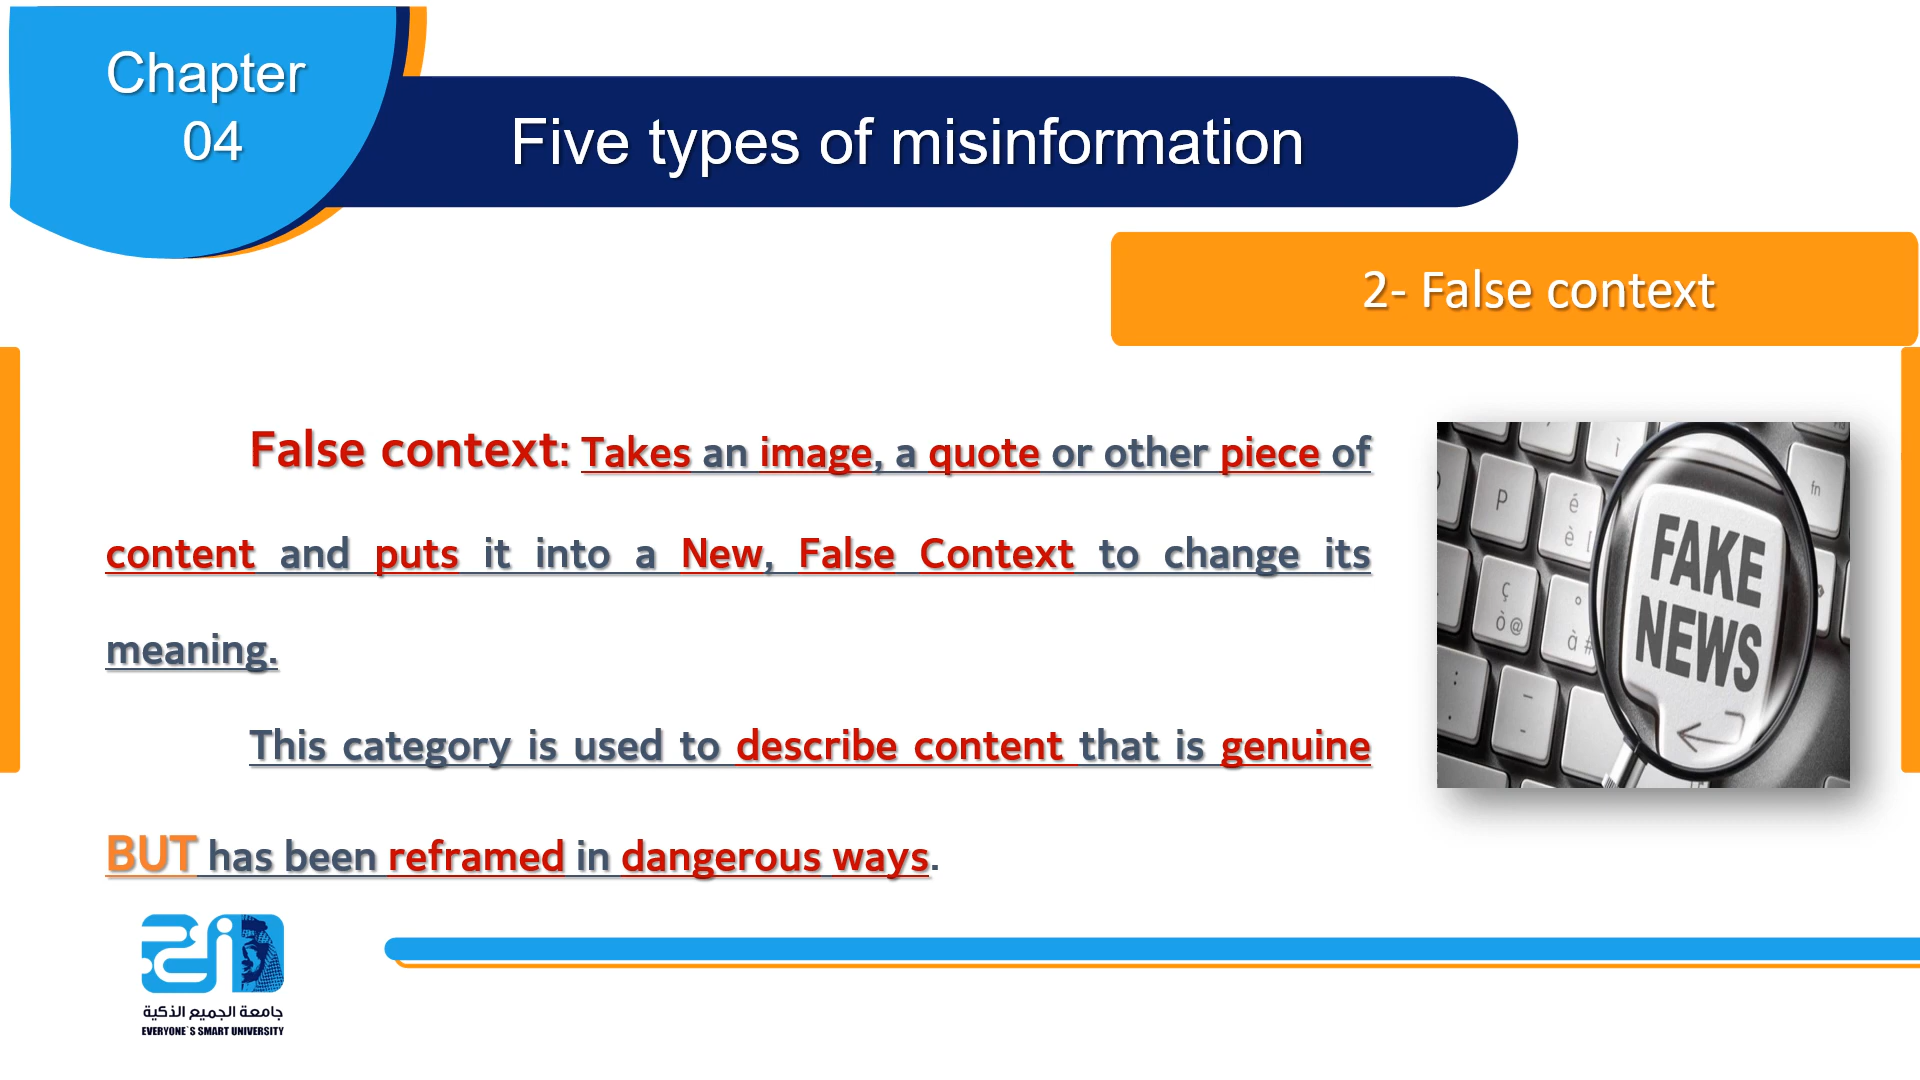 Chapter
04
Five types of misinformation
2- False context
False context: Takes an image, a quote or other piece of
content and puts it into a New, False Context to change its
meaning.
This category is used to describe content that is genuine
BUT has been reframed in dangerous ways.
P
é
è [
ì
fn
ç
ò @
°
à #
:
.
–
-
FAKE
NEWS
جامعة الجميع الذكية
EVERYONE`S SMART UNIVERSITY